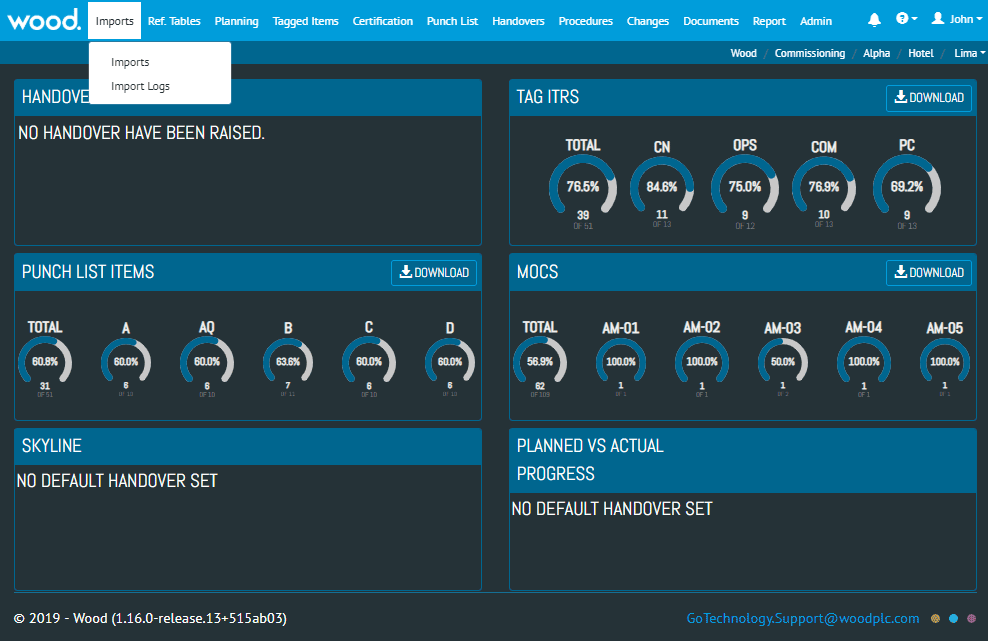 wood.
Imports Ref. Tables Planning Tagged Items Certification Punch List Handovers Procedures Changes Documents Report Admin ? John
Wood / Commissioning / Alpha / Hotel / Lima
Imports
Import Logs
HANDOVE
NO HANDOVER HAVE BEEN RAISED.
TAG ITRS DOWNLOAD
TOTAL CN OPS COM PC
76.5% 84.6% 75.0% 76.9% 69.2%
39 11 9 10 9
OF 51 OF 13 OF 12 OF 13 OF 13
PUNCH LIST ITEMS DOWNLOAD
TOTAL A AQ B C D
60.8% 60.0% 60.0% 63.6% 60.0% 60.0%
31 6 6 7 6 6
OF 51 OF 10 OF 10 OF 10 OF 10
MOCS DOWNLOAD
TOTAL AM-01 AM-02 AM-03 AM-04 AM-05
56.9% 100.0% 100.0% 50.0% 100.0% 100.0%
62 1 1 1 1 1
OF 109 OF 1 OF 1 OF 2 OF 1 OF
SKYLINE
NO DEFAULT HANDOVER SET
PLANNED VS ACTUAL
PROGRESS
NO DEFAULT HANDOVER SET
© 2019 - Wood (1.16.0-release.13+515ab03)
GoTechnology.Support@woodplc.com